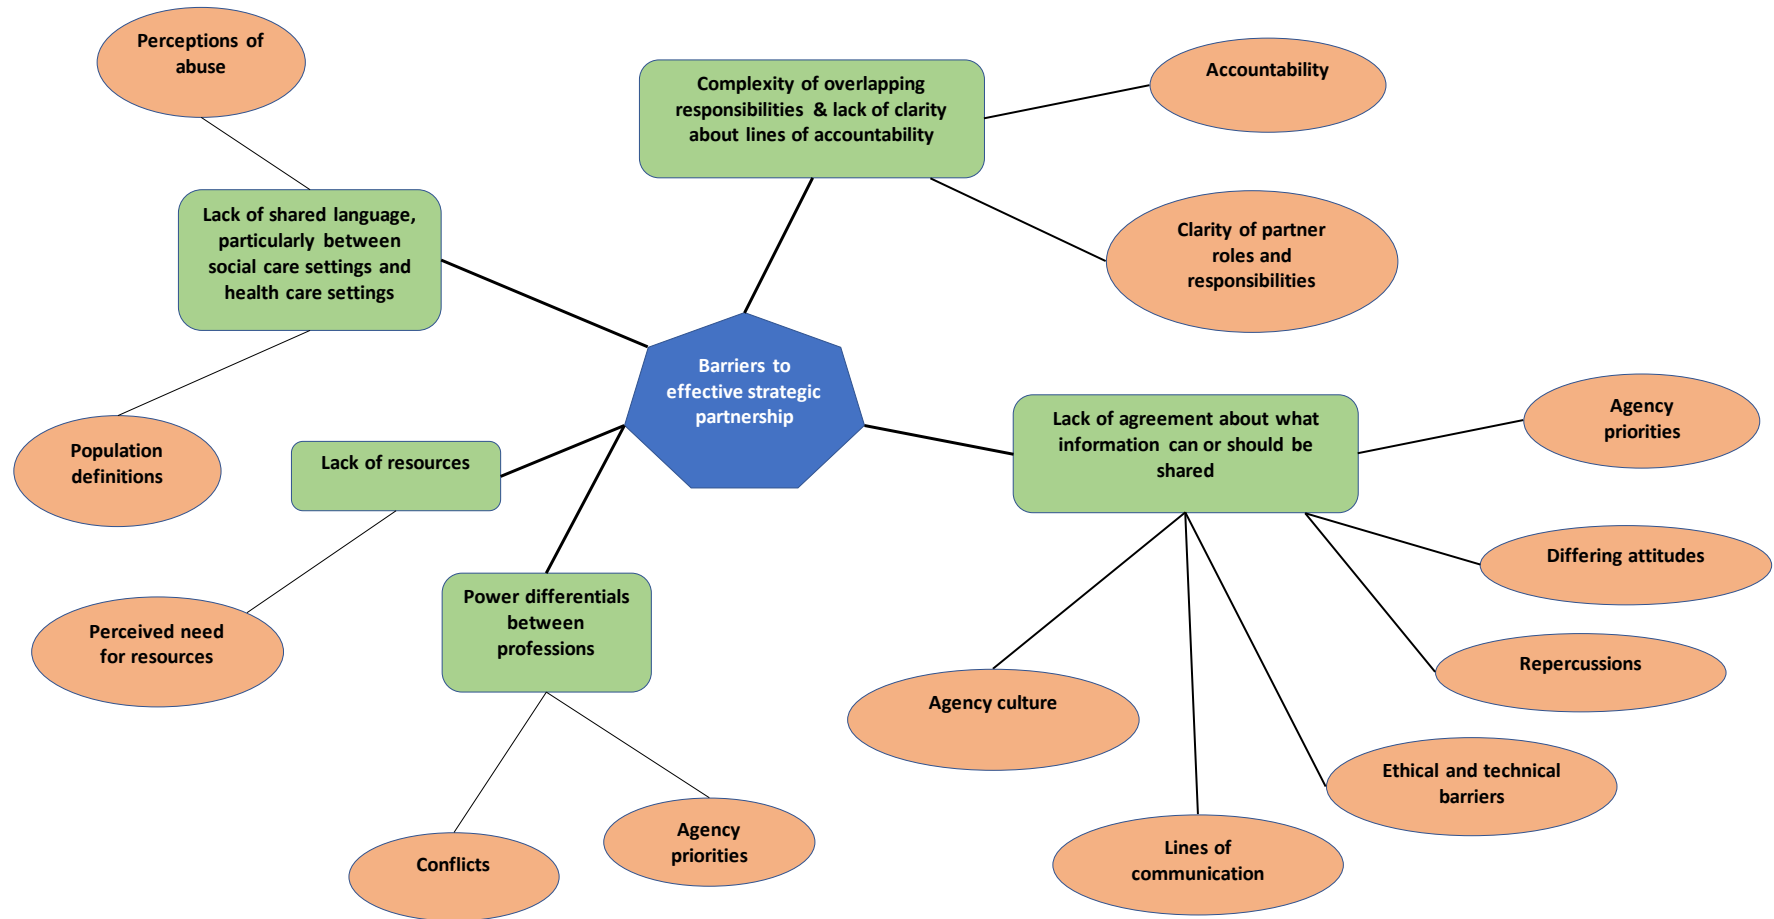 Perceptions of
abuse
Complexity of overlapping
responsibilities & lack of clarity
about lines of accountability
Accountability
Lack of shared language,
particularly between
social care settings and
health care settings
Clarity of partner
roles and
responsibilities
Barriers to
effective strategic
partnership
Population
definitions
Lack of resources
Lack of agreement about what
information can or should be
shared
Agency
priorities
Differing attitudes
Perceived need
for resources
Power differentials
between
professions
Repercussions
Agency culture
Ethical and technical
barriers
Conflicts
Agency
priorities
Lines of
communication